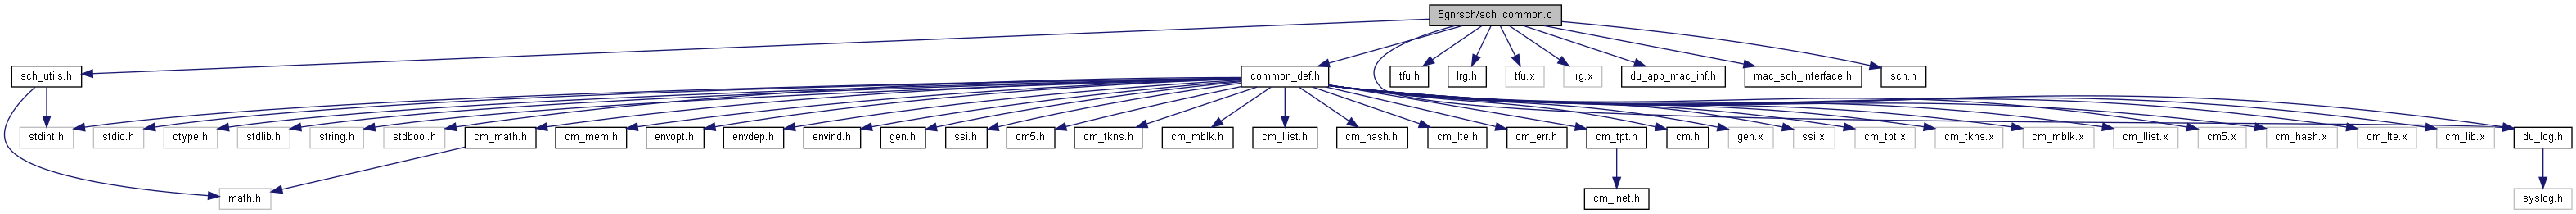 5gnrsch/sch_common.c
sch_utils.h
common_def.h
tfu.h
lrg.h
tfu.x
lrg.x
du_app_mac_inf.h
mac_sch_interface.h
sch.h
stdint.h
stdio.h
ctype.h
stdlib.h
string.h
stdbool.h
cm_math.h
cm_mem.h
envopt.h
envdep.h
envind.h
gen.h
ssi.h
cm5.h
cm_tkns.h
cm_mblk.h
cm_llist.h
cm_hash.h
cm_lte.h
cm_err.h
cm_tpt.h
cm.h
gen.x
ssi.x
cm_tpt.x
cm_tkns.x
cm_mblk.x
cm_llist.x
cm5.x
cm_hash.x
cm_lte.x
cm_lib.x
du_log.h
math.h
cm_inet.h
syslog.h